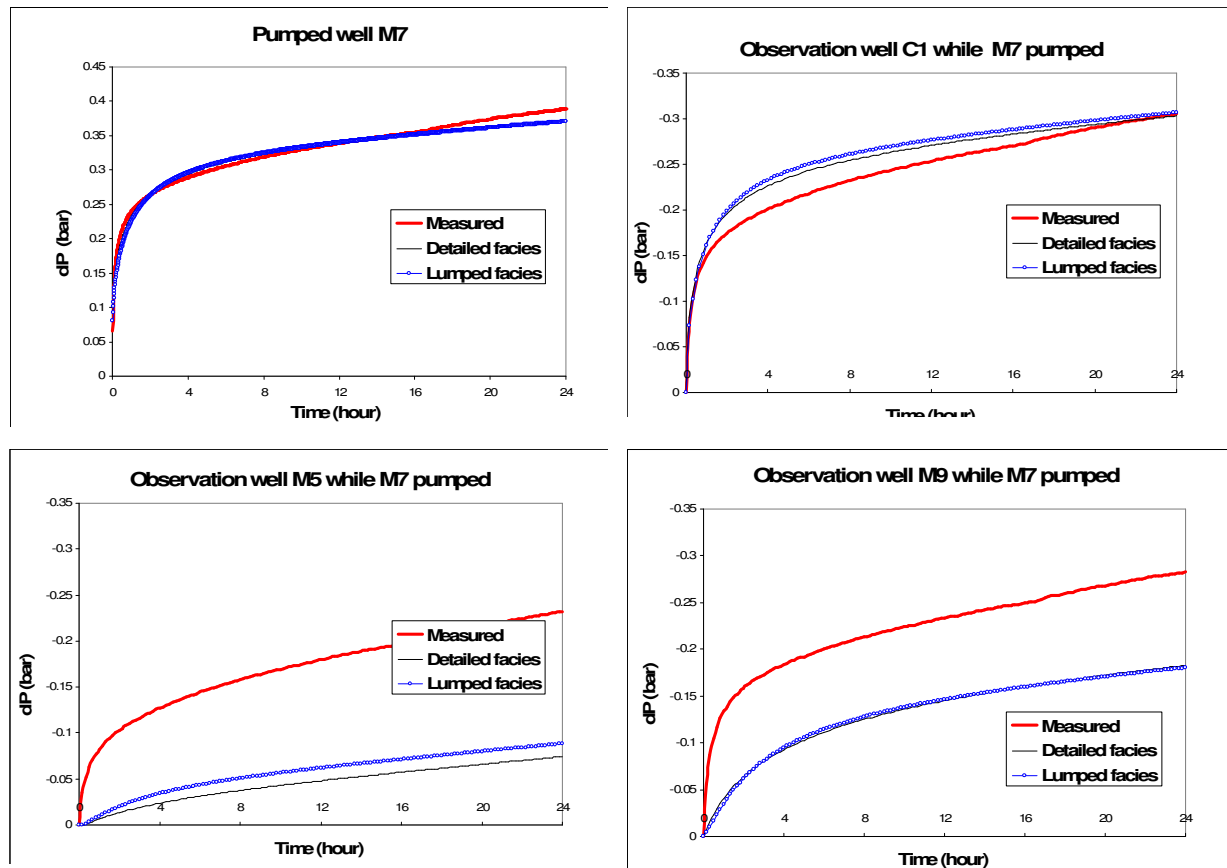 Pumped well M7
0.45
0.4
0.35
0.3
0.25
0.2
0.15
0.1
0.05
0
dP (bar)
0 4 8 12 16 20 24
Time (hour)
Measured
Detailed facies
Lumped facies
Observation well C1 while M7 pumped
-0.35
-0.3
-0.25
-0.2
-0.15
-0.1
-0.05
0
dP (bar)
0 4 8 12 16 20 24
Time (hour)
Measured
Detailed facies
Lumped facies
Observation well M5 while M7 pumped
-0.35
-0.3
-0.25
-0.2
-0.15
-0.1
-0.05
0
dP (bar)
0 4 8 12 16 20 24
Time (hour)
Measured
Detailed facies
Lumped facies
Observation well M9 while M7 pumped
-0.35
-0.3
-0.25
-0.2
-0.15
-0.1
-0.05
0
dP (bar)
0 4 8 12 16 20 24
Time (hour)
Measured
Detailed facies
Lumped facies